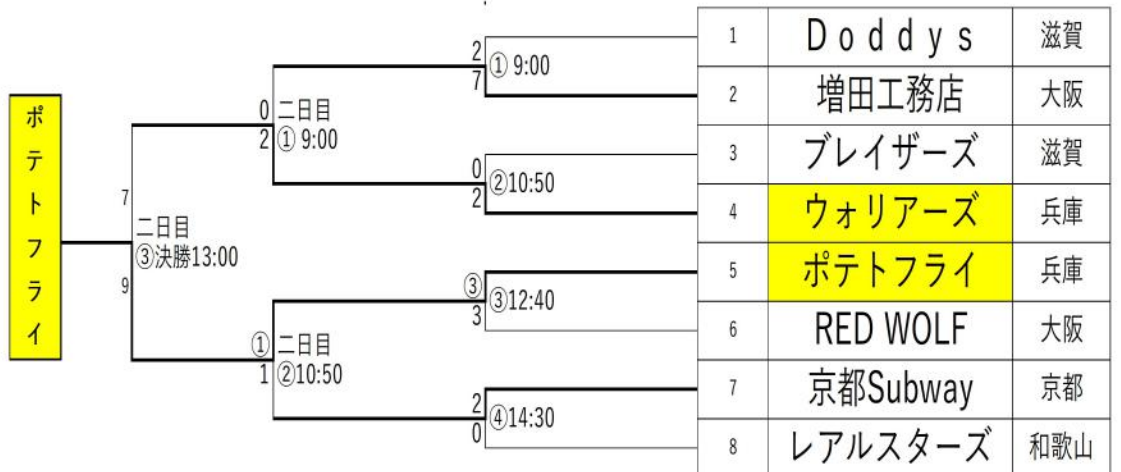 ポテトフライ
7
9
二日目
③決勝13:00
0
2
二日目
① 9:00
①
1
二日目
②10:50
2
7
① 9:00
0
2
②10:50
③
3
③12:40
2
0
④14:30
1 Doddys 滋賀
2 増田工務店 大阪
3 ブレイザーズ 滋賀
4 ウォリアーズ 兵庫
5 ポテトフライ 兵庫
6 RED WOLF 大阪
7 京都Subway 京都
8 レアルスターズ 和歌山